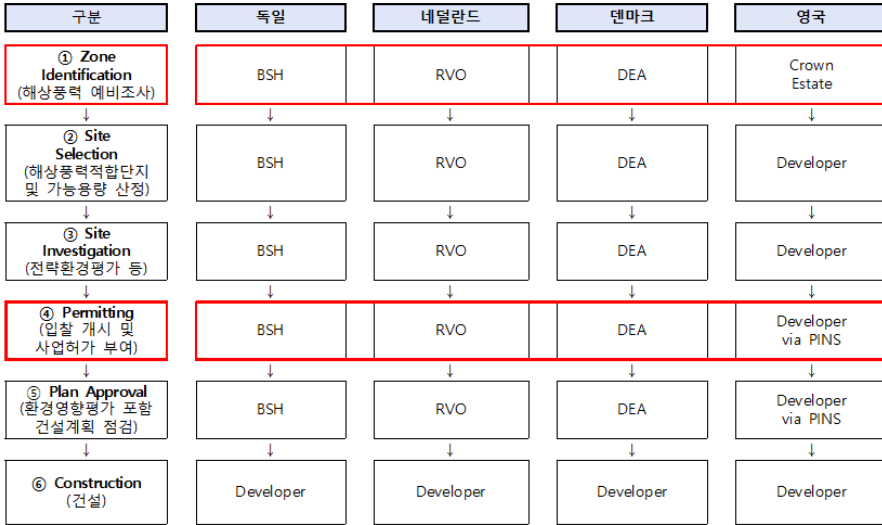 구분 독일 네덜란드 덴마크 영국
① Zone
Identification
(해상풍력 예비조사)
BSH RVO DEA Crown
Estate
↓ ↓ ↓ ↓ ↓
② Site
Selection
(해상풍력적합단지
및 가능용량 산정)
BSH RVO DEA Developer
↓ ↓ ↓ ↓ ↓
③ Site
Investigation
(전략환경평가 등)
BSH RVO DEA Developer
↓ ↓ ↓ ↓ ↓
④ Permitting
(입찰 개시 및
사업허가 부여)
BSH RVO DEA Developer
via PINS
↓ ↓ ↓ ↓ ↓
⑤ Plan Approval
(환경영향평가 포함
건설계획 점검)
BSH RVO DEA Developer
via PINS
↓ ↓ ↓ ↓ ↓
⑥ Construction
(건설)
Developer Developer Developer Developer